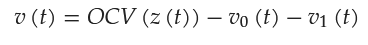 v (t) = OCV (z (t)) − v₀ (t) − v₁ (t)